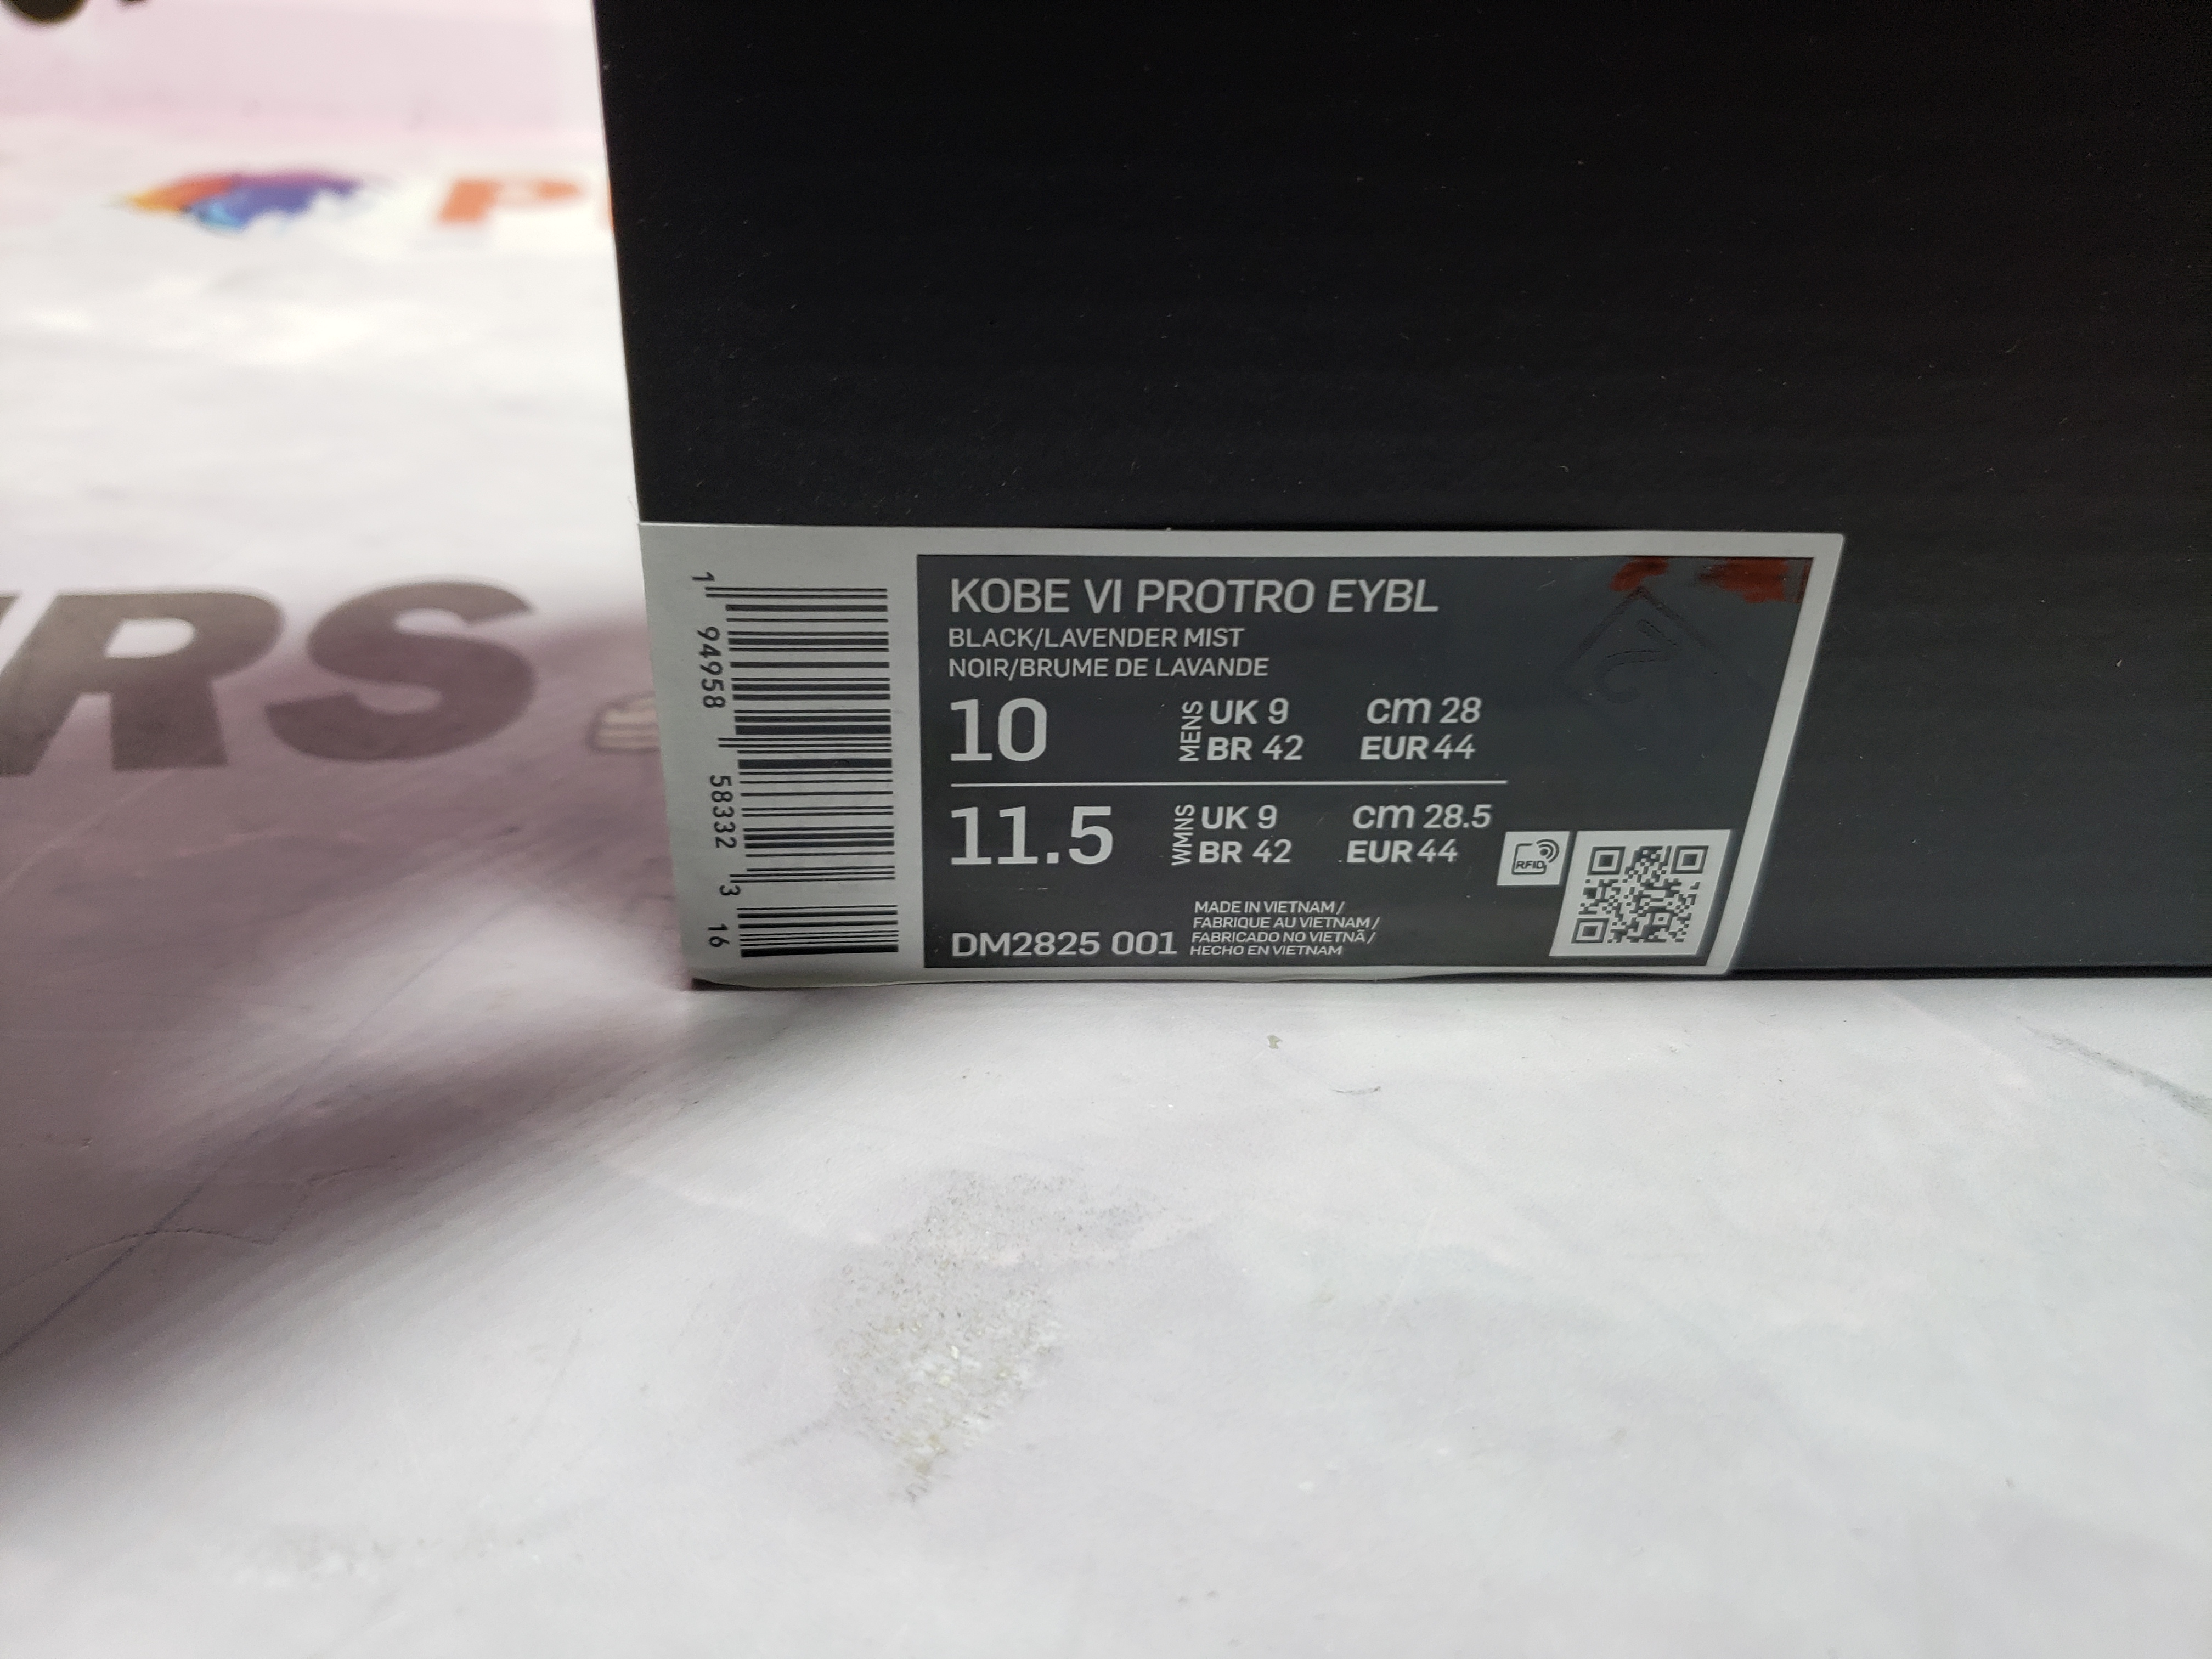 KOBE VI PROTRO EYBL
BLACK/LAVENDER MIST
NOIR/BRUME DE LAVANDE
10 MENS UK 9 cm 28
BR 42 EUR 44
11.5 WMNS UK 9 cm 28.5
BR 42 EUR 44
RFID
DM2825 001
MADE IN VIETNAM /
FABRIQUE AU VIETNAM /
FABRICADO NO VIETNÃ /
HECHO EN VIETNAM
1 94958 58332 3 16
RS